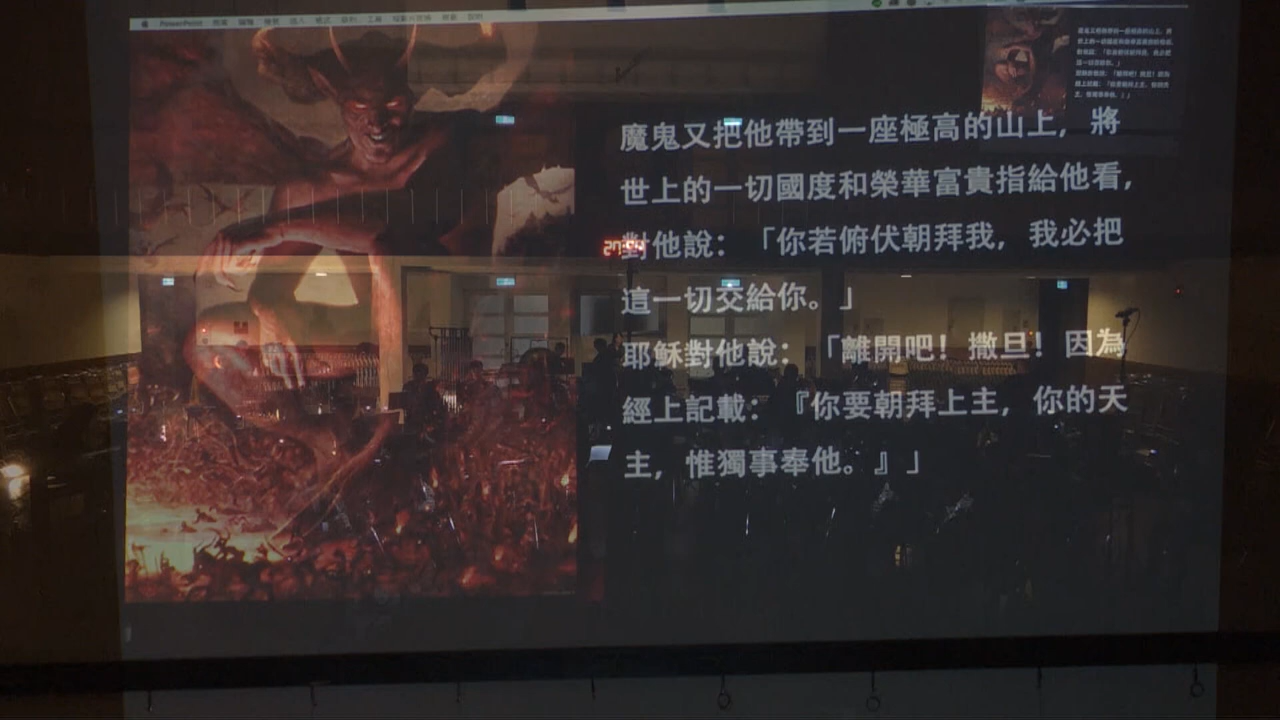 PowerPoint
魔鬼又把他帶到一座極高的山上，將
世上的一切國度和榮華富貴指給他看，
對他說：「你若俯伏朝拜我，我必把
這一切交給你。」
耶穌對他說：「離開吧！撒旦！因為
經上記載：『你要朝拜上主，你的天
主，惟獨事奉他。』」